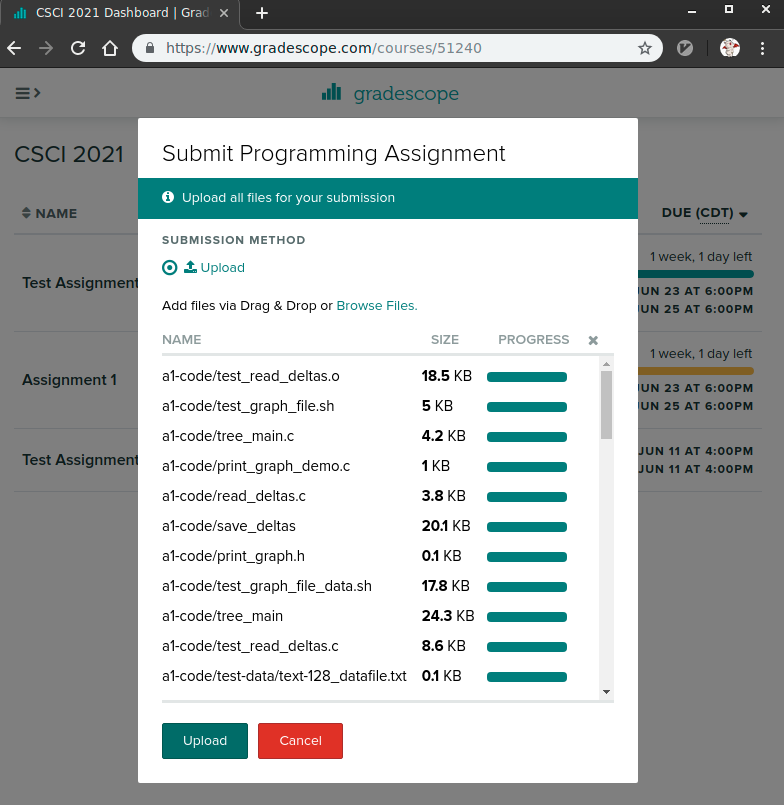 CSCI 2021 Dashboard | Grad
https://www.gradescope.com/courses/51240
gradescope
CSCI 2021
NAME
DUE (CDT)
Test Assignment
1 week, 1 day left
JUN 23 AT 6:00PM
JUN 25 AT 6:00PM
Assignment 1
1 week, 1 day left
JUN 23 AT 6:00PM
JUN 25 AT 6:00PM
Test Assignment
JUN 11 AT 4:00PM
JUN 11 AT 4:00PM
Submit Programming Assignment
Upload all files for your submission
SUBMISSION METHOD
Upload
Add files via Drag & Drop or Browse Files.
NAME SIZE PROGRESS
a1-code/test_read_deltas.o 18.5 KB
a1-code/test_graph_file.sh 5 KB
a1-code/tree_main.c 4.2 KB
a1-code/print_graph_demo.c 1 KB
a1-code/read_deltas.c 3.8 KB
a1-code/save_deltas 20.1 KB
a1-code/print_graph.h 0.1 KB
a1-code/test_graph_file_data.sh 17.8 KB
a1-code/tree_main 24.3 KB
a1-code/test_read_deltas.c 8.6 KB
a1-code/test-data/text-128_datafile.txt 0.1 KB
Upload Cancel